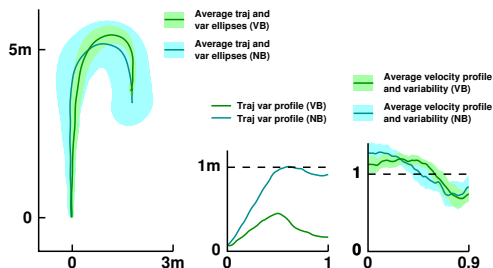 Average traj and
var ellipses (VB)
Average traj and
var ellipses (NB)
5m
0
0
3m
Traj var profile (VB)
Traj var profile (NB)
1m
0
0
1
Average velocity profile
and variability (VB)
Average velocity profile
and variability (NB)
1
0
0
0.9